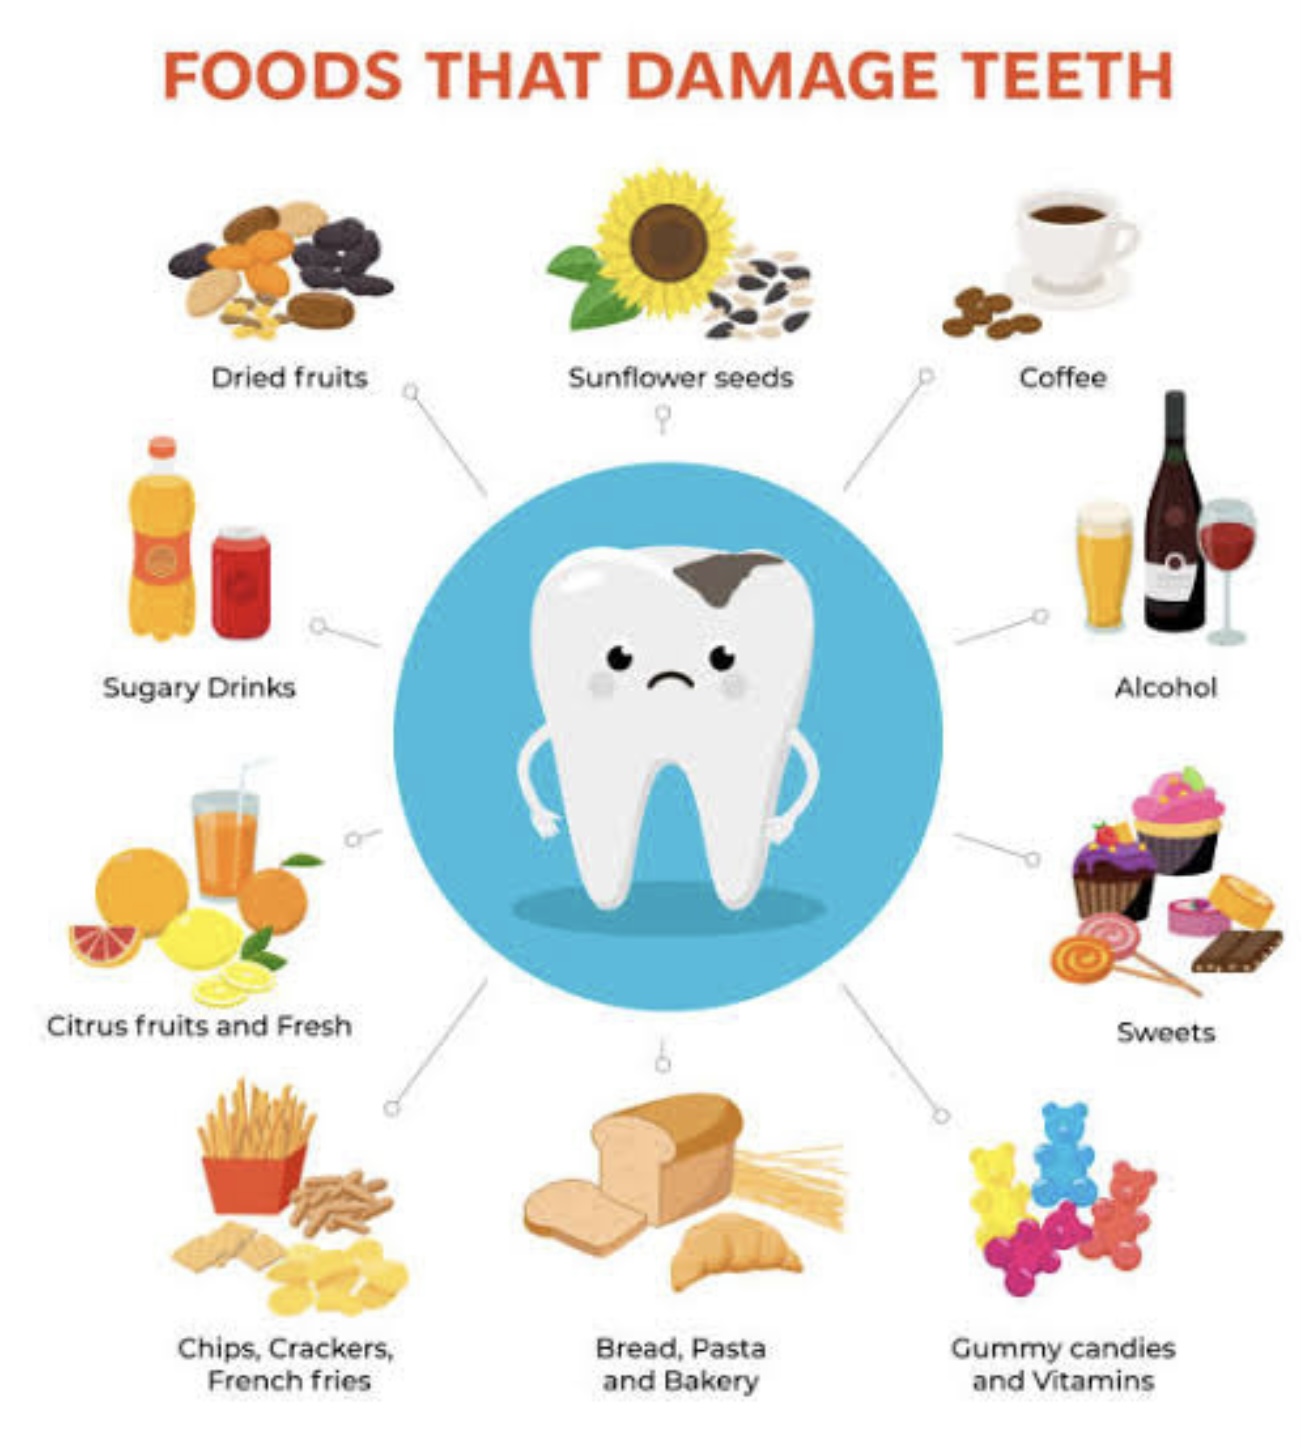 FOODS THAT DAMAGE TEETH
Dried fruits
Sunflower seeds
Coffee
Sugary Drinks
Alcohol
Citrus fruits and Fresh
Sweets
Chips, Crackers,
French fries
Bread, Pasta
and Bakery
Gummy candies
and Vitamins